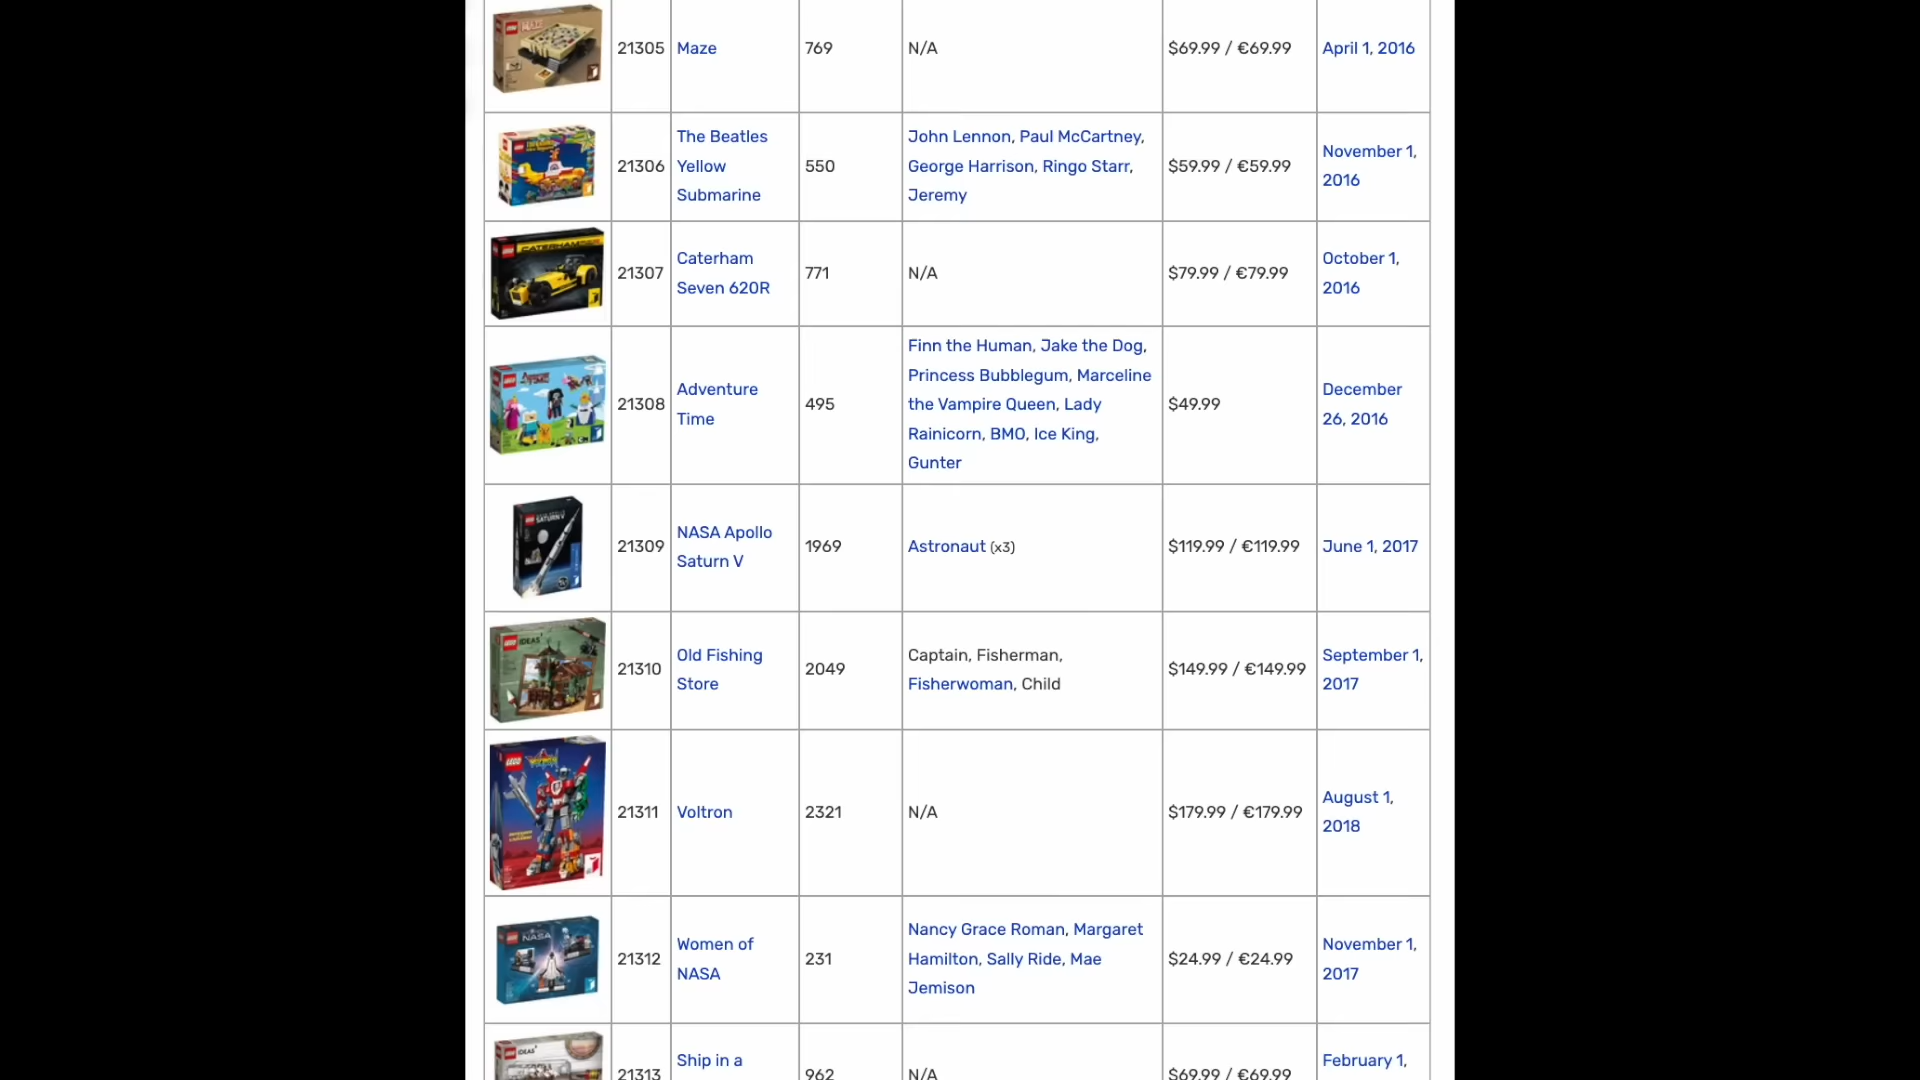 21305 Maze 769 N/A $69.99 / €69.99 April 1, 2016
The Beatles
Yellow
Submarine
21306
550
John Lennon, Paul McCartney,
George Harrison, Ringo Starr,
Jeremy
$59.99 / €59.99
November 1,
2016
CATERHAM
21307
Caterham
Seven 620R
771
N/A
$79.99 / €79.99
October 1,
2016
21308
Adventure
Time
495
Finn the Human, Jake the Dog,
Princess Bubblegum, Marceline
the Vampire Queen, Lady
Rainicorn, BMO, Ice King,
Gunter
$49.99
December
26, 2016
SATURN V
21309
NASA Apollo
Saturn V
1969
Astronaut (x3)
$119.99 / €119.99
June 1, 2017
LEGO IDEAS
21310
Old Fishing
Store
2049
Captain, Fisherman,
Fisherwoman, Child
$149.99 / €149.99
September 1,
2017
LEGO
21311
Voltron
2321
N/A
$179.99 / €179.99
August 1,
2018
NASA
21312
Women of
NASA
231
Nancy Grace Roman, Margaret
Hamilton, Sally Ride, Mae
Jemison
$24.99 / €24.99
November 1,
2017
IDEAS
21313
Ship in a
962
N/A
$69.99 / €69.99
February 1,